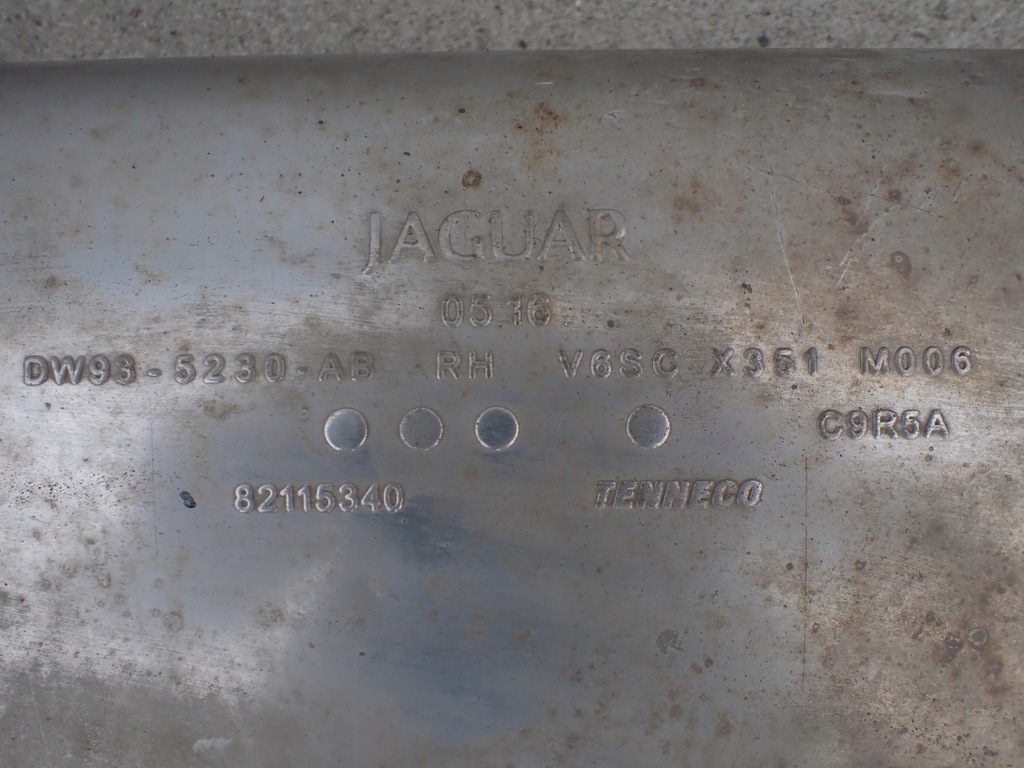 JAGUAR
05 16
DW93-5230-AB RH V6SC X351 M006
C9R5A
82115340 TENNECO